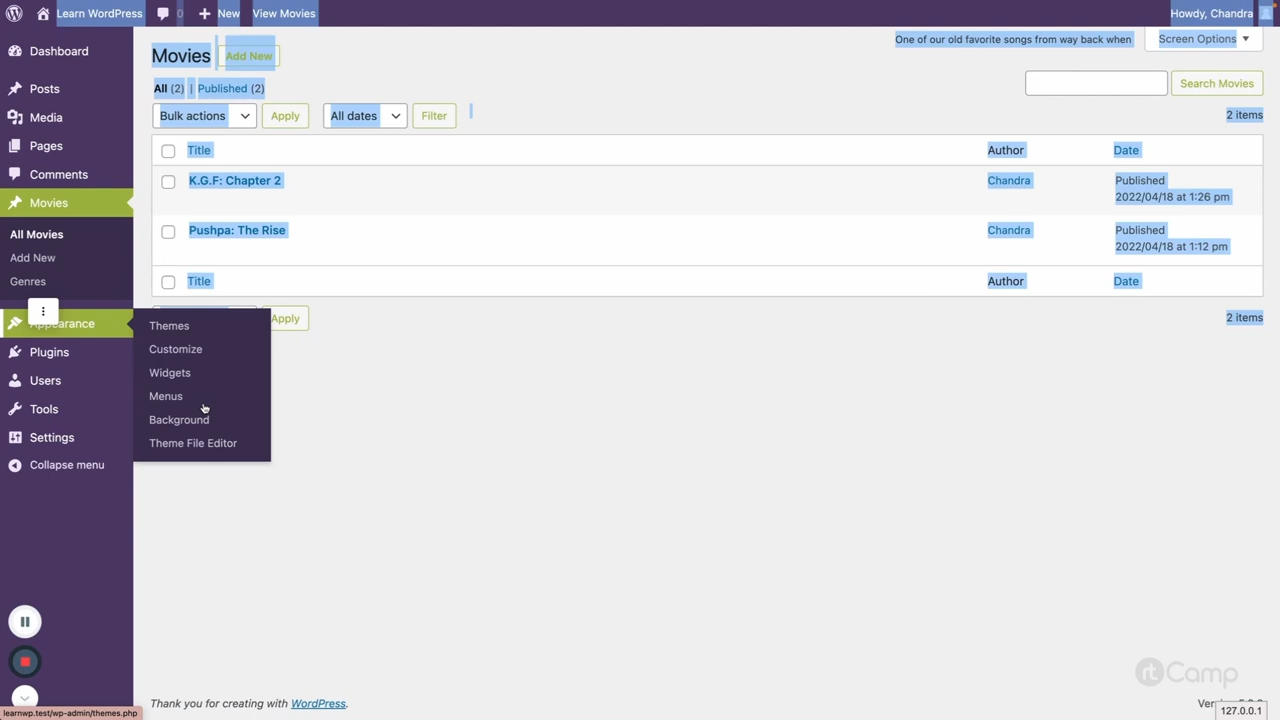 Learn WordPress 0 New View Movies Howdy, Chandra
Dashboard
Posts
Media
Pages
Comments
Movies
All Movies
Add New
Genres
Appearance
Plugins
Users
Tools
Settings
Collapse menu
Themes
Customize
Widgets
Menus
Background
Theme File Editor
One of our old favorite songs from way back when Screen Options
Movies Add New
All (2) | Published (2)
Search Movies
Bulk actions Apply All dates Filter 2 items
Title Author Date
K.G.F: Chapter 2 Chandra Published
2022/04/18 at 1:26 pm
Pushpa: The Rise Chandra Published
2022/04/18 at 1:12 pm
Title Author Date
Apply 2 items
rtCamp
Thank you for creating with WordPress.
127.0.0.1
learnwp.test/wp-admin/themes.php